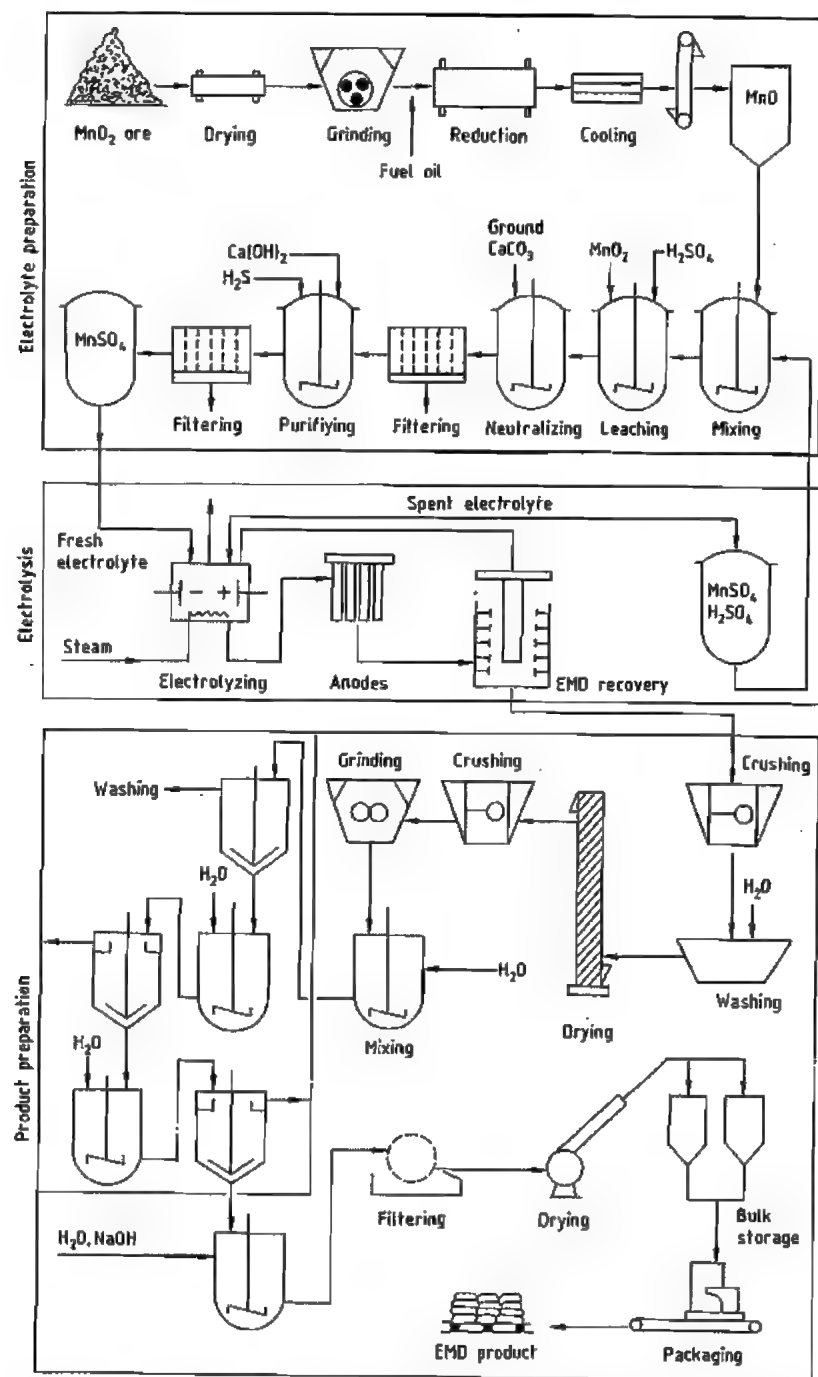 Electrolyte preparation
MnO₂ ore
Drying
Grinding
Fuel oil
Reduction
Cooling
MnO
MnSO₄
Filtering
Ca(OH)₂
H₂S
Purifiying
Filtering
Ground
CaCO₃
Neutralizing
MnO₂
H₂SO₄
Leaching
Mixing
Electrolysis
Fresh
electrolyte
Spent electrolyte
Steam
Electrolyzing
Anodes
EMD recovery
MnSO₄
H₂SO₄
Product preparation
Washing
Grinding
Crushing
Crushing
H₂O
H₂O
H₂O
Washing
Mixing
Drying
H₂O
Filtering
Drying
Bulk
storage
H₂O, NaOH
EMD product
Packaging